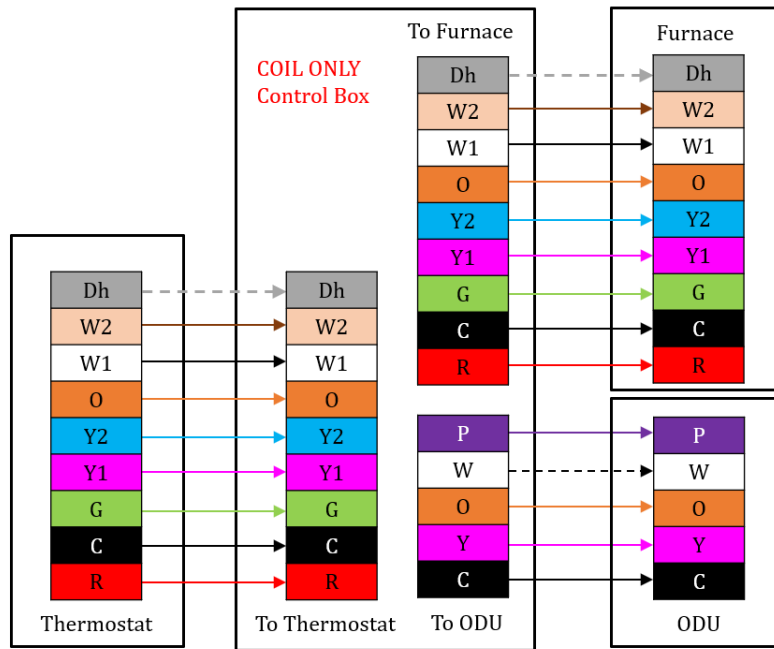 To Furnace
Furnace
COIL ONLY
Control Box
Dh
W2
W1
O
Y2
Y1
G
C
R
Dh
W2
W1
O
Y2
Y1
G
C
R
Dh
W2
W1
O
Y2
Y1
G
C
R
Thermostat
Dh
W2
W1
O
Y2
Y1
G
C
R
To Thermostat
P
W
O
Y
C
To ODU
P
W
O
Y
C
ODU